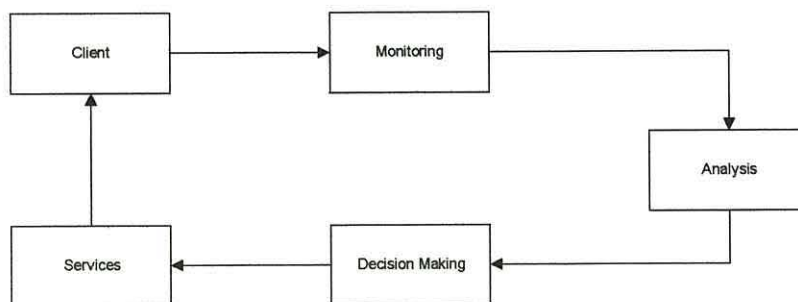 Client
Monitoring
Analysis
Decision Making
Services